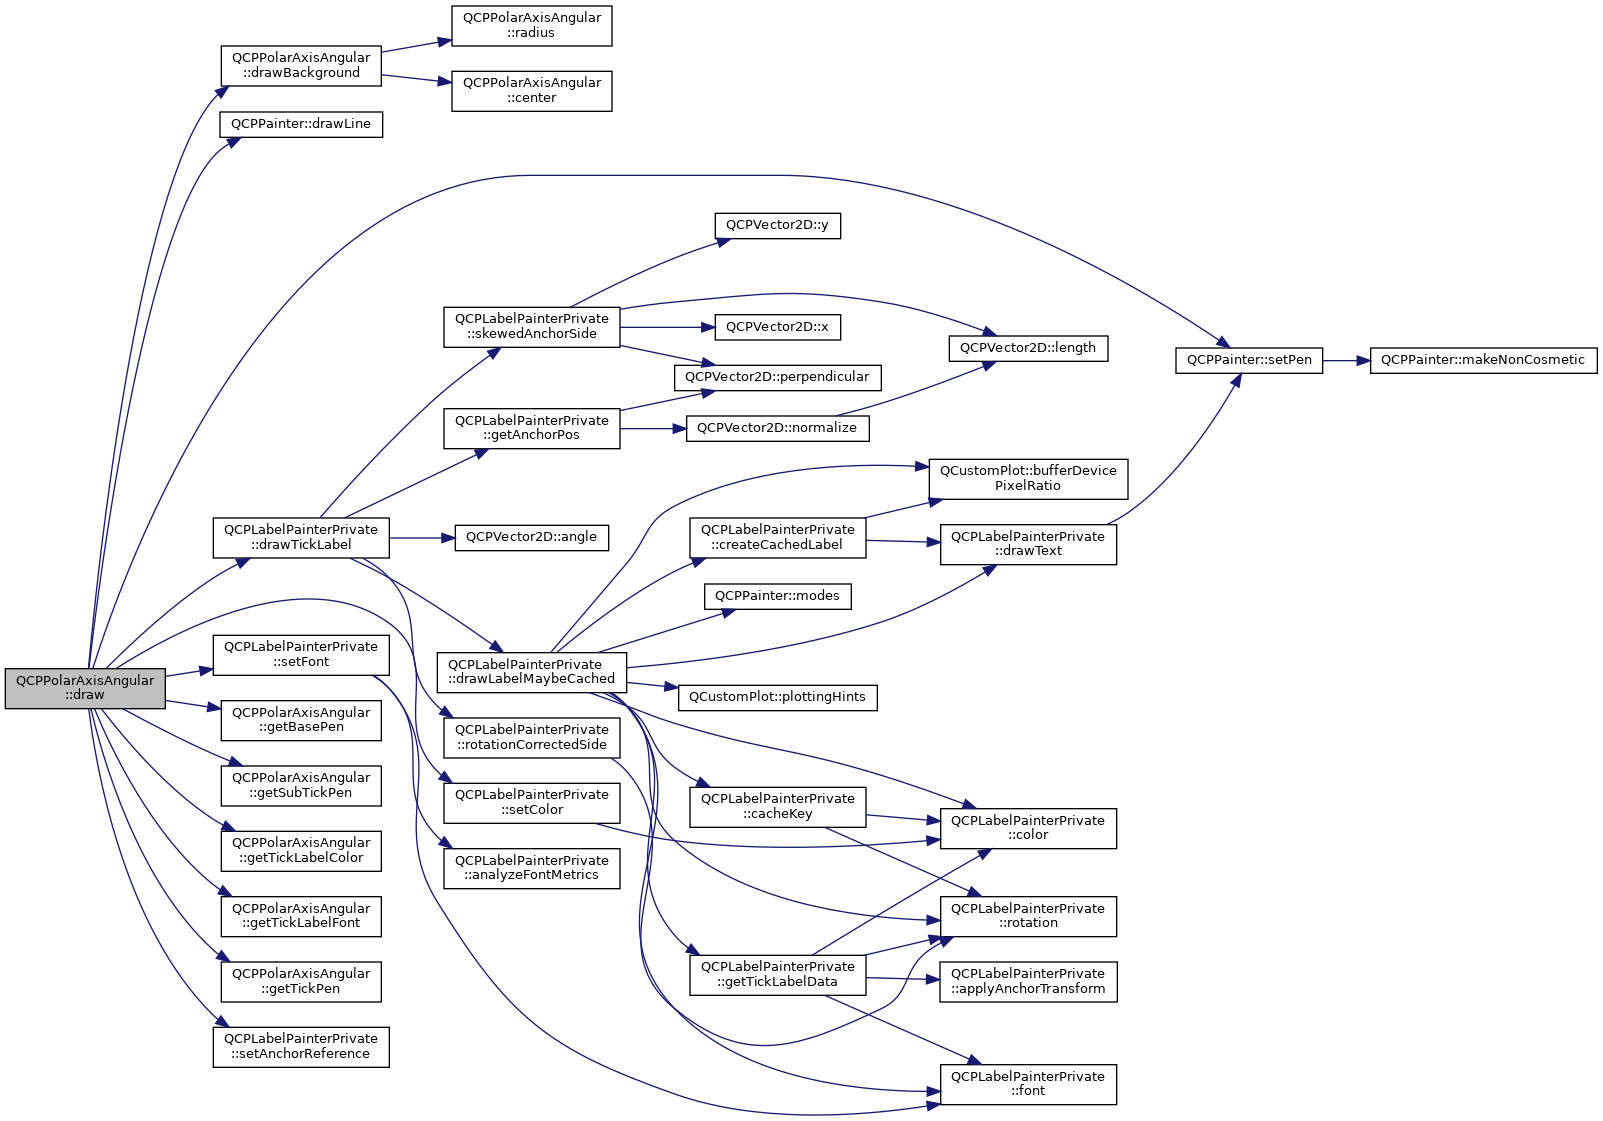 QCPPolarAxisAngular
::draw
QCPPolarAxisAngular
::drawBackground
QCPPolarAxisAngular
::radius
QCPPolarAxisAngular
::center
QCPPainter::drawLine
QCPPainter::setPen
QCPPainter::makeNonCosmetic
QCPLabelPainterPrivate
::drawTickLabel
QCPLabelPainterPrivate
::skewedAnchorSide
QCPVector2D::y
QCPVector2D::x
QCPVector2D::length
QCPVector2D::perpendicular
QCPLabelPainterPrivate
::getAnchorPos
QCPVector2D::normalize
QCPVector2D::angle
QCPLabelPainterPrivate
::drawLabelMaybeCached
QCustomPlot::bufferDevice
PixelRatio
QCPLabelPainterPrivate
::createCachedLabel
QCPLabelPainterPrivate
::drawText
QCPPainter::modes
QCustomPlot::plottingHints
QCPLabelPainterPrivate
::cacheKey
QCPLabelPainterPrivate
::color
QCPLabelPainterPrivate
::rotation
QCPLabelPainterPrivate
::getTickLabelData
QCPLabelPainterPrivate
::applyAnchorTransform
QCPLabelPainterPrivate
::font
QCPLabelPainterPrivate
::rotationCorrectedSide
QCPLabelPainterPrivate
::setColor
QCPLabelPainterPrivate
::analyzeFontMetrics
QCPLabelPainterPrivate
::setFont
QCPPolarAxisAngular
::getBasePen
QCPPolarAxisAngular
::getSubTickPen
QCPPolarAxisAngular
::getTickLabelColor
QCPPolarAxisAngular
::getTickLabelFont
QCPPolarAxisAngular
::getTickPen
QCPLabelPainterPrivate
::setAnchorReference